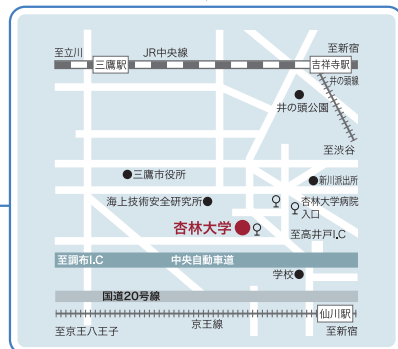 至立川
JR中央線
至新宿
三鷹駅
吉祥寺駅
井の頭線
井の頭公園
至渋谷
三鷹市役所
新川派出所
海上技術安全研究所
杏林大学病院
入口
杏林大学
至高井戸I.C
至調布I.C
中央自動車道
学校
国道20号線
仙川駅
京王線
至京王八王子
至新宿